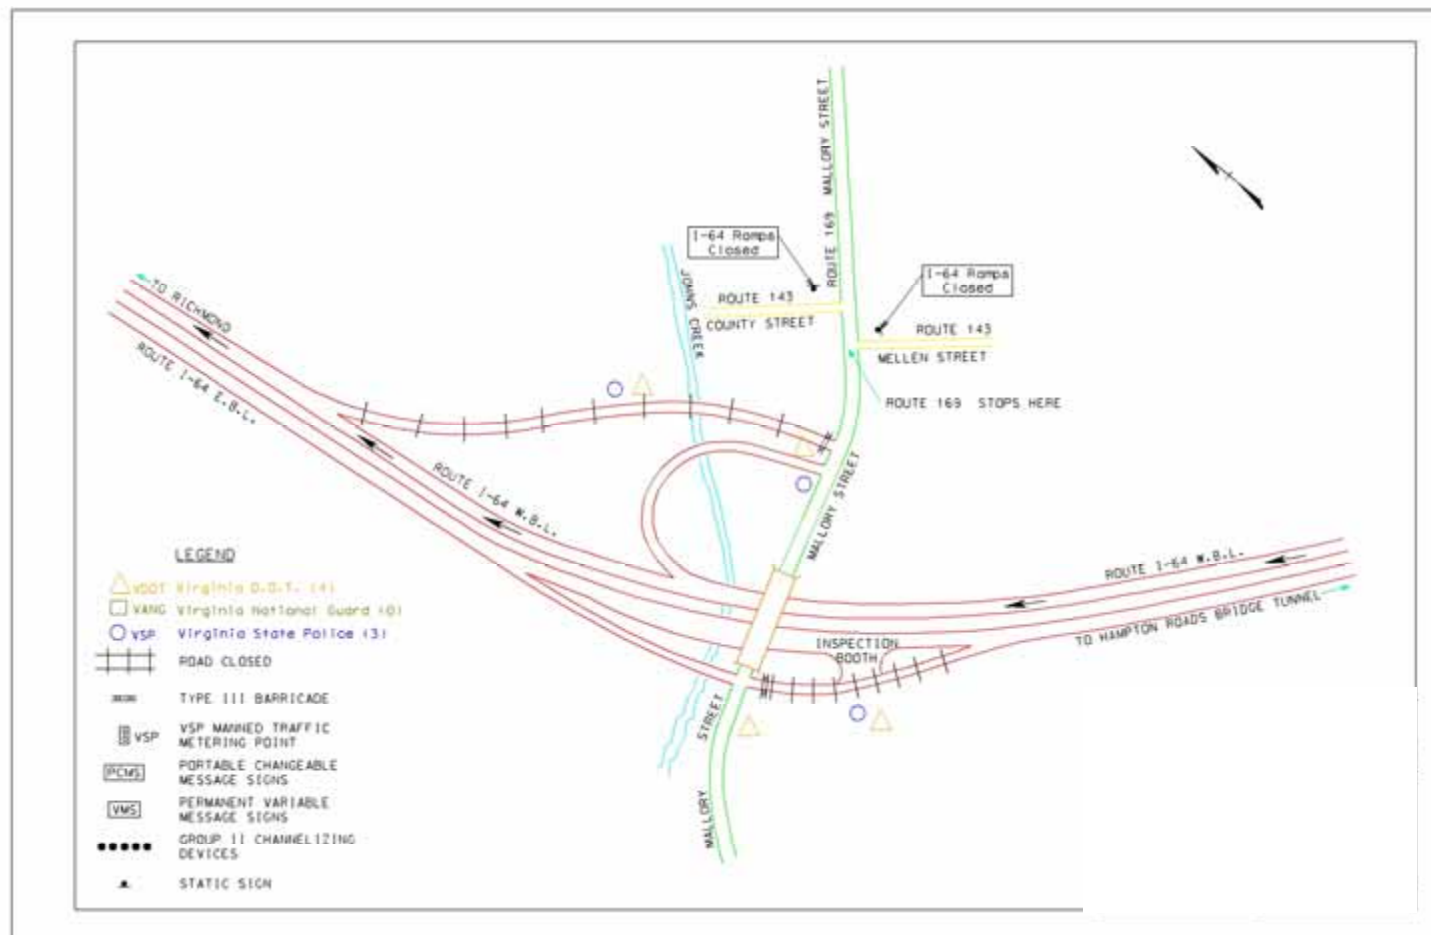 ROUTE 169 MALLORY STREET
I-64 Ramps
Closed
I-64 Ramps
Closed
JOHNS CREEK
ROUTE 143
COUNTY STREET
ROUTE 143
MELLEN STREET
ROUTE 169 STOPS HERE
TO RICHMOND
ROUTE I-64 E.B.L.
ROUTE I-64 W.B.L.
MALLORY STREET
ROUTE I-64 W.B.L.
TO HAMPTON ROADS BRIDGE TUNNEL
INSPECTION
BOOTH
MALLORY STREET
LEGEND
VDOT Virginia D.O.T. (4)
VANG Virginia National Guard (0)
VSP Virginia State Police (3)
ROAD CLOSED
TYPE III BARRICADE
VSP VSP MANNED TRAFFIC
METERING POINT
PCMS PORTABLE CHANGEABLE
MESSAGE SIGNS
VMS PERMANENT VARIABLE
MESSAGE SIGNS
GROUP II CHANNELIZING
DEVICES
STATIC SIGN